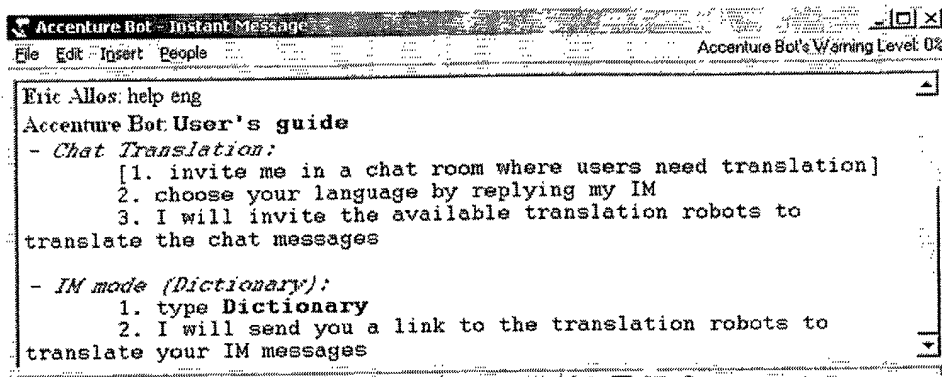 Accenture Bot - Instant Message
File Edit Insert People
Accenture Bot's Warning Level: 0%
Eric Allos: help eng
Accenture Bot: User's guide
- Chat Translation:
[1. invite me in a chat room where users need translation]
2. choose your language by replying my IM
3. I will invite the available translation robots to
translate the chat messages
- IM mode (Dictionary):
1. type Dictionary
2. I will send you a link to the translation robots to
translate your IM messages